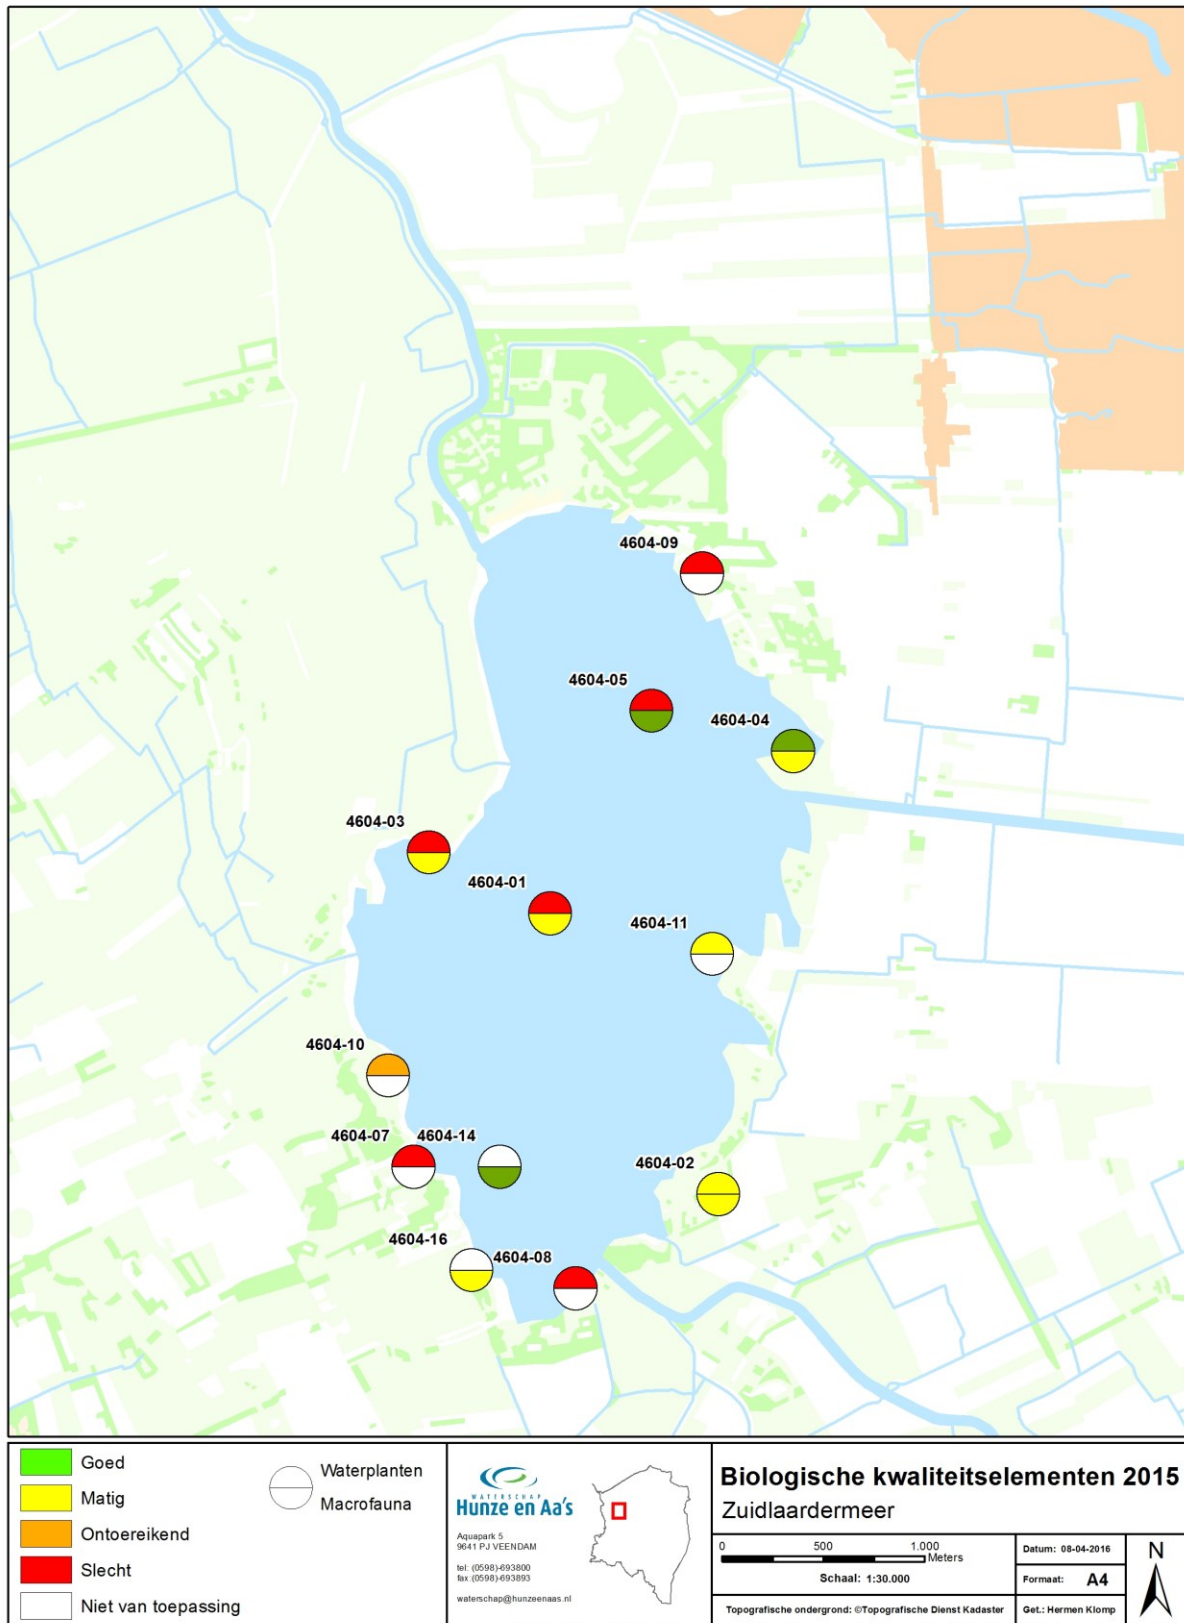 4604-09
4604-05
4604-04
4604-03
4604-01
4604-11
4604-10
4604-07
4604-14
4604-02
4604-16
4604-08
Goed
Matig
Ontoereikend
Slecht
Niet van toepassing
Waterplanten
Macrofauna
WATERSCHAP
Hunze en Aa's
Aquapark 5
9641 PJ VEENDAM
tel: (0598)-693800
fax:(0598)-693893
waterschap@hunzeenaas.nl
Biologische kwaliteitselementen 2015
Zuidlaardermeer
0 500 1.000
Meters
Schaal: 1:30.000
Datum: 08-04-2016
Formaat: A4
N
Topografische ondergrond: ©Topografische Dienst Kadaster
Get.: Hermen Klomp